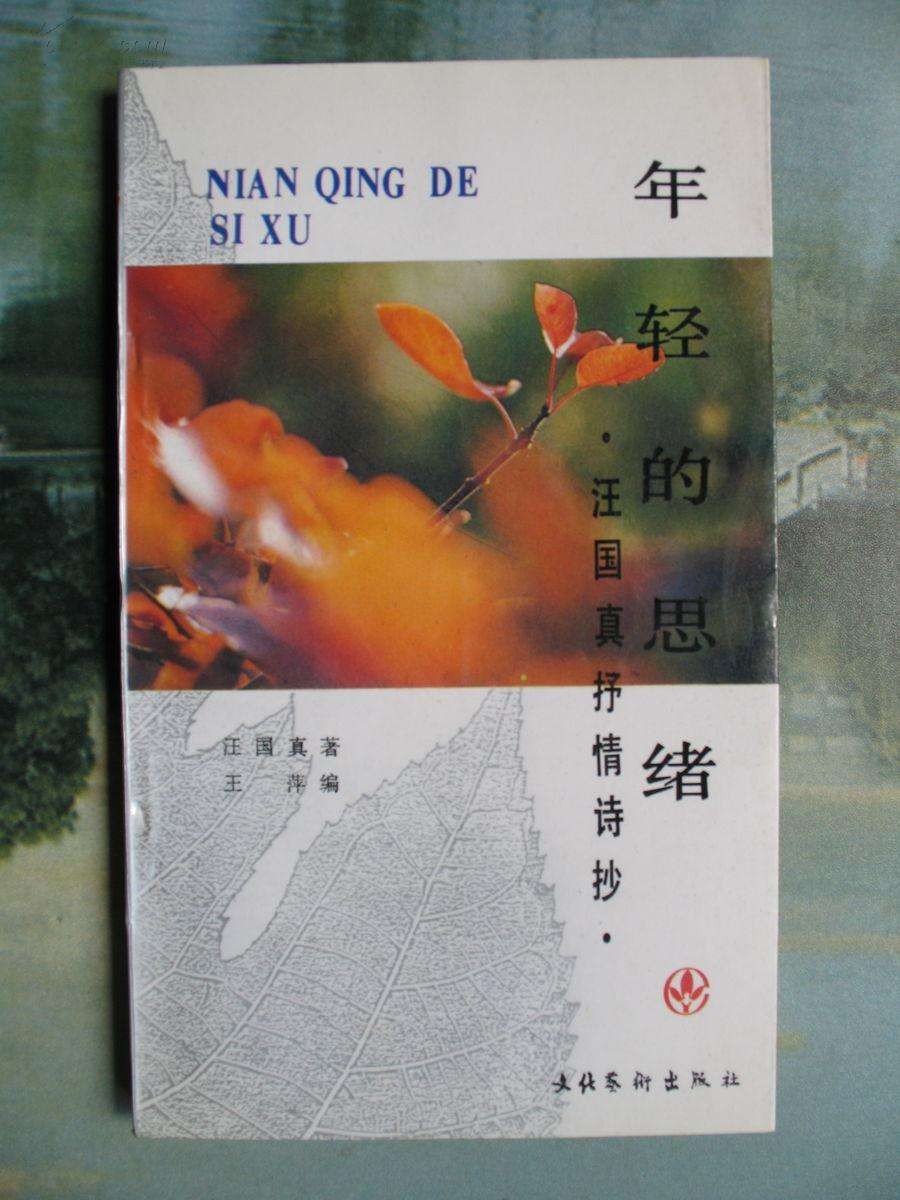 NIAN QING DE
SI XU
年轻的思绪
·汪国真抒情诗抄·
汪国真著
王萍编
文化艺術出版社